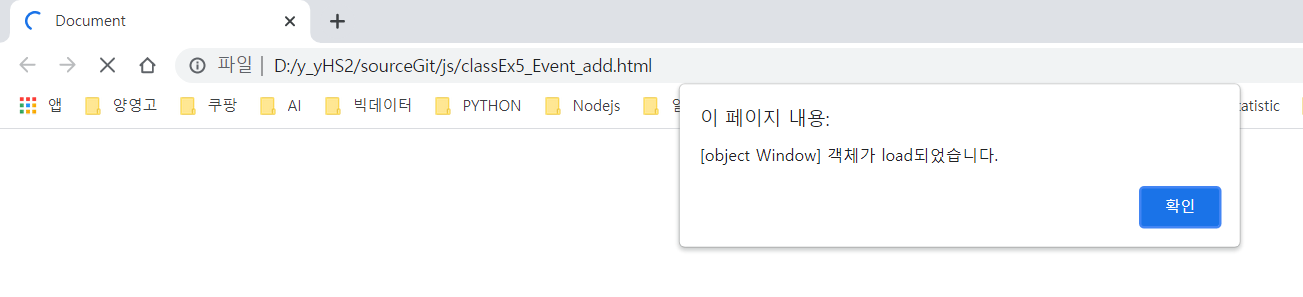 Document
파일 | D:/y_yHS2/sourceGit/js/classEx5_Event_add.html
앱 양영고 쿠팡 AI 빅데이터 PYTHON Nodejs
이 페이지 내용:
[object Window] 객체가 load되었습니다.
확인